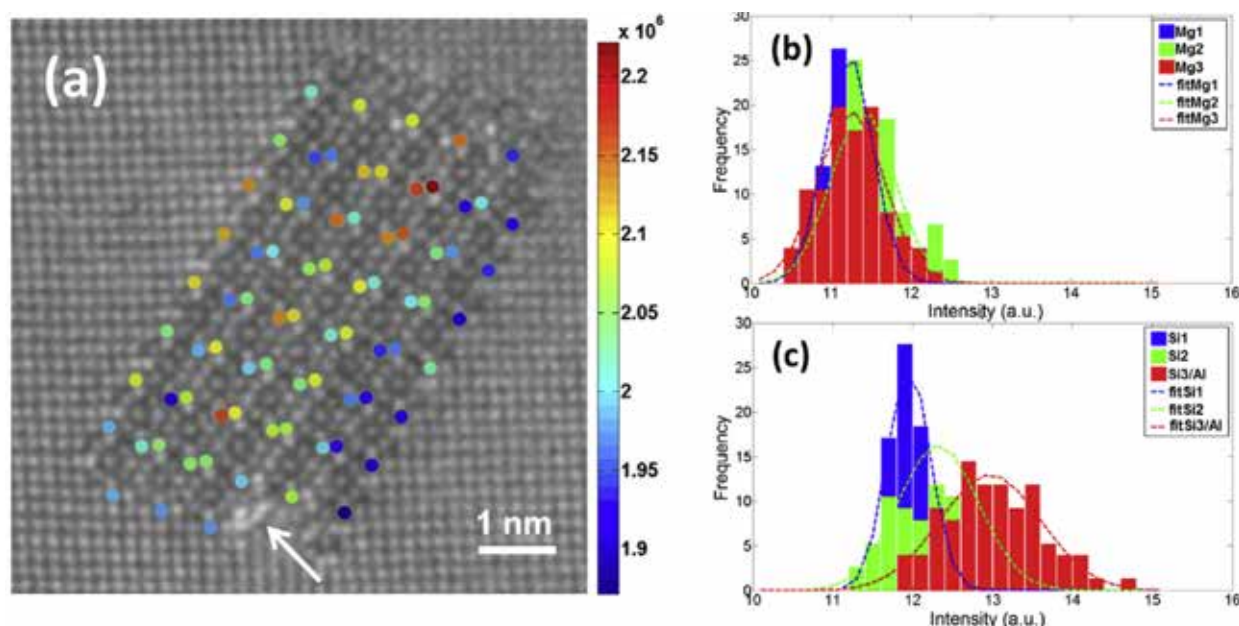 (a)
x 10⁶
2.2
2.15
2.1
2.05
2
1.95
1.9
1 nm
(b)
30
25
20
15
10
5
0
Frequency
10 11 12 13 14 15 16
Intensity (a.u.)
Mg1
Mg2
Mg3
fitMg1
fitMg2
fitMg3
(c)
30
25
20
15
10
5
0
Frequency
10 11 12 13 14 15 16
Intensity (a.u.)
Si1
Si2
Si3/Al
fitSi1
fitSi2
fitSi3/Al